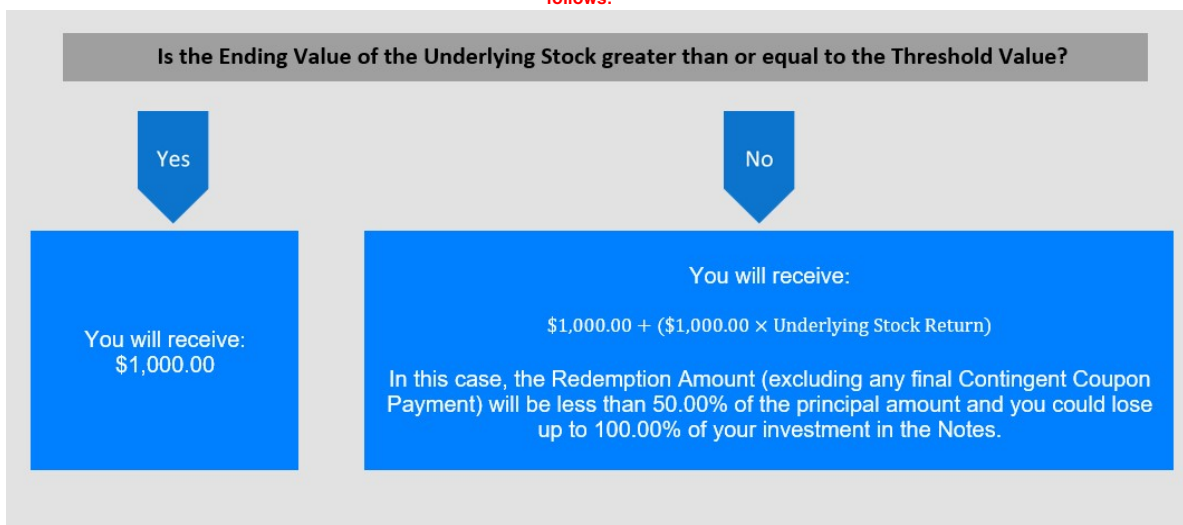 follows:
Is the Ending Value of the Underlying Stock greater than or equal to the Threshold Value?
Yes
No
You will receive:
$1,000.00
You will receive:
$1,000.00 + ($1,000.00 × Underlying Stock Return)
In this case, the Redemption Amount (excluding any final Contingent Coupon
Payment) will be less than 50.00% of the principal amount and you could lose
up to 100.00% of your investment in the Notes.